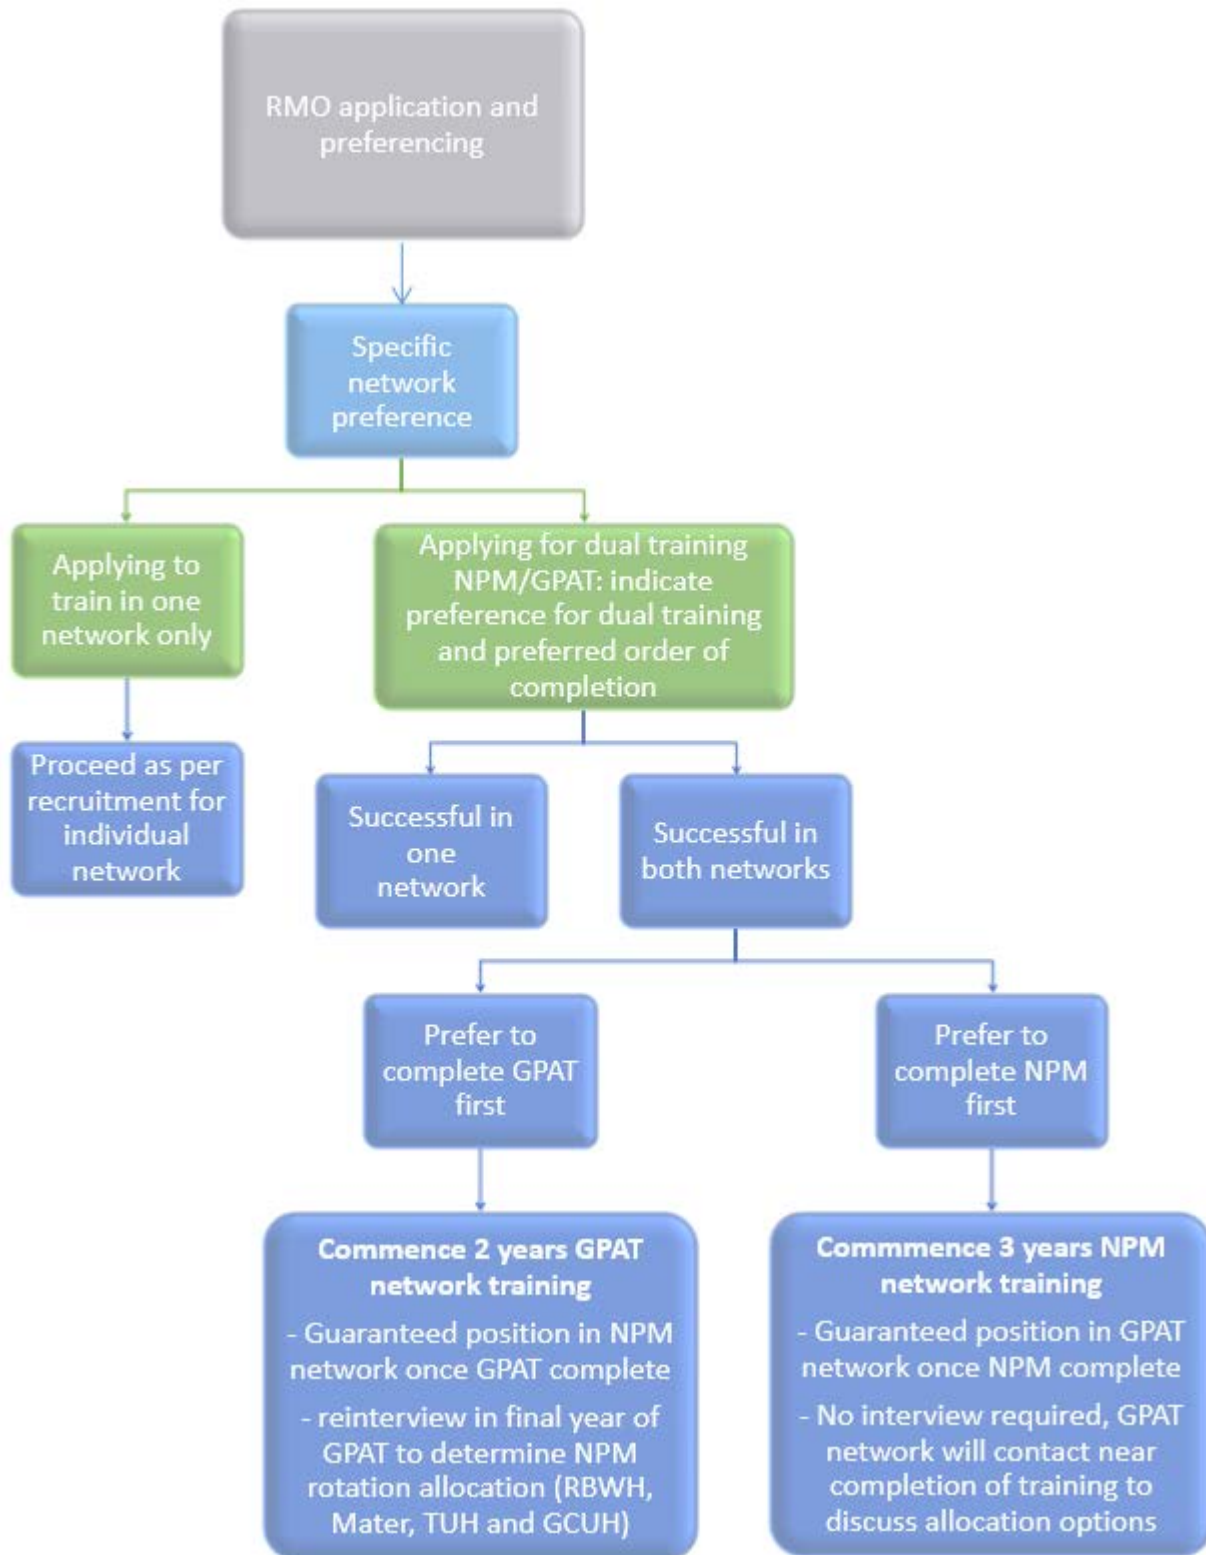 RMO application and
preferencing
Specific
network
preference
Applying to
train in one
network only
Applying for dual training
NPM/GPAT: indicate
preference for dual training
and preferred order of
completion
Proceed as per
recruitment for
individual
network
Successful in
one
network
Successful in
both networks
Prefer to
complete GPAT
first
Prefer to
complete NPM
first
Commence 2 years GPAT
network training
- Guaranteed position in NPM
network once GPAT complete
- reinterview in final year of
GPAT to determine NPM
rotation allocation (RBWH,
Mater, TUH and GCUH)
Commmence 3 years NPM
network training
- Guaranteed position in GPAT
network once NPM complete
- No interview required, GPAT
network will contact near
completion of training to
discuss allocation options